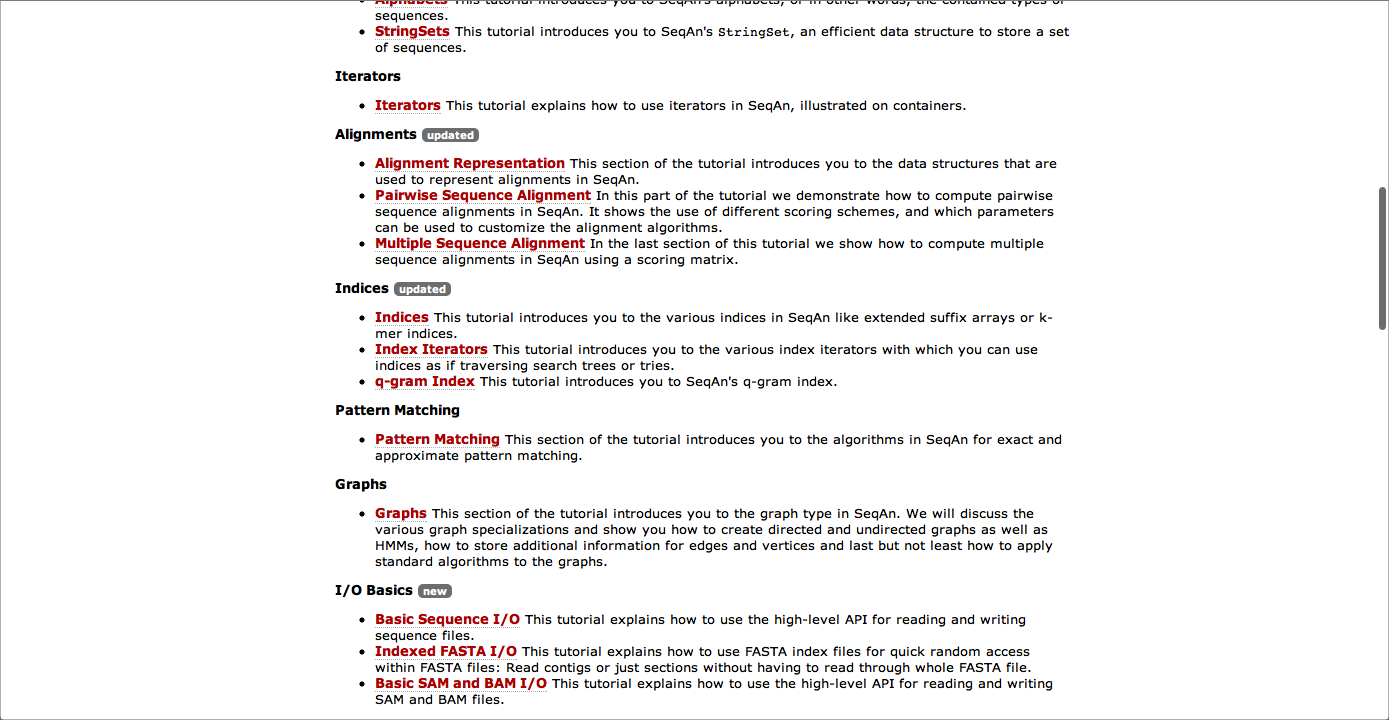 Alphabets This tutorial introduces you to SeqAn's alphabets, or in other words, the contained types of
sequences.
StringSets This tutorial introduces you to SeqAn's StringSet, an efficient data structure to store a set
of sequences.
Iterators
Iterators This tutorial explains how to use iterators in SeqAn, illustrated on containers.
Alignments updated
Alignment Representation This section of the tutorial introduces you to the data structures that are
used to represent alignments in SeqAn.
Pairwise Sequence Alignment In this part of the tutorial we demonstrate how to compute pairwise
sequence alignments in SeqAn. It shows the use of different scoring schemes, and which parameters
can be used to customize the alignment algorithms.
Multiple Sequence Alignment In the last section of this tutorial we show how to compute multiple
sequence alignments in SeqAn using a scoring matrix.
Indices updated
Indices This tutorial introduces you to the various indices in SeqAn like extended suffix arrays or k-
mer indices.
Index Iterators This tutorial introduces you to the various index iterators with which you can use
indices as if traversing search trees or tries.
q-gram Index This tutorial introduces you to SeqAn's q-gram index.
Pattern Matching
Pattern Matching This section of the tutorial introduces you to the algorithms in SeqAn for exact and
approximate pattern matching.
Graphs
Graphs This section of the tutorial introduces you to the graph type in SeqAn. We will discuss the
various graph specializations and show you how to create directed and undirected graphs as well as
HMMs, how to store additional information for edges and vertices and last but not least how to apply
standard algorithms to the graphs.
I/O Basics new
Basic Sequence I/O This tutorial explains how to use the high-level API for reading and writing
sequence files.
Indexed FASTA I/O This tutorial explains how to use FASTA index files for quick random access
within FASTA files: Read contigs or just sections without having to read through whole FASTA file.
Basic SAM and BAM I/O This tutorial explains how to use the high-level API for reading and writing
SAM and BAM files.